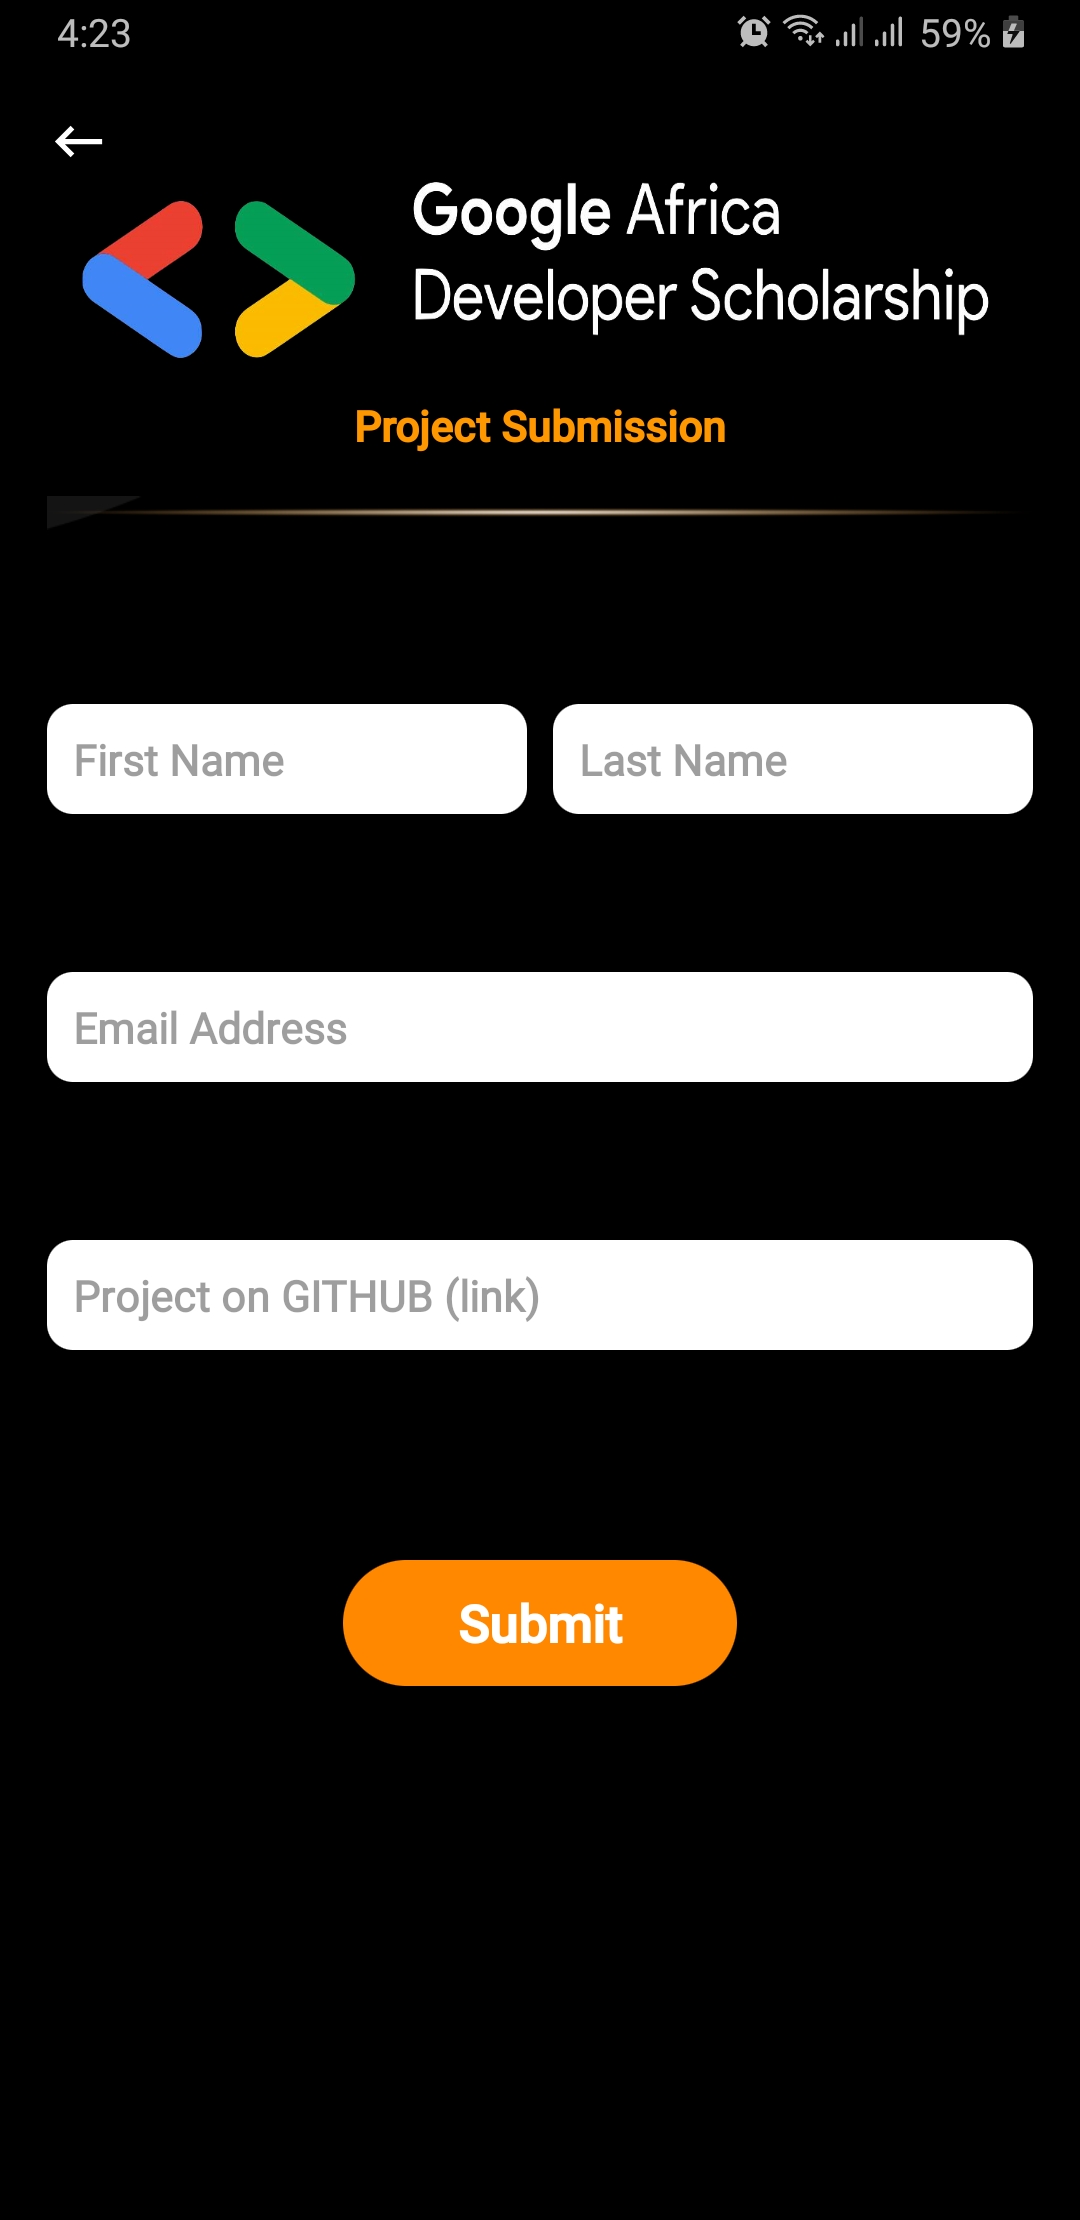 4:23
59%
Google Africa
Developer Scholarship
Project Submission
First Name
Last Name
Email Address
Project on GITHUB (link)
Submit